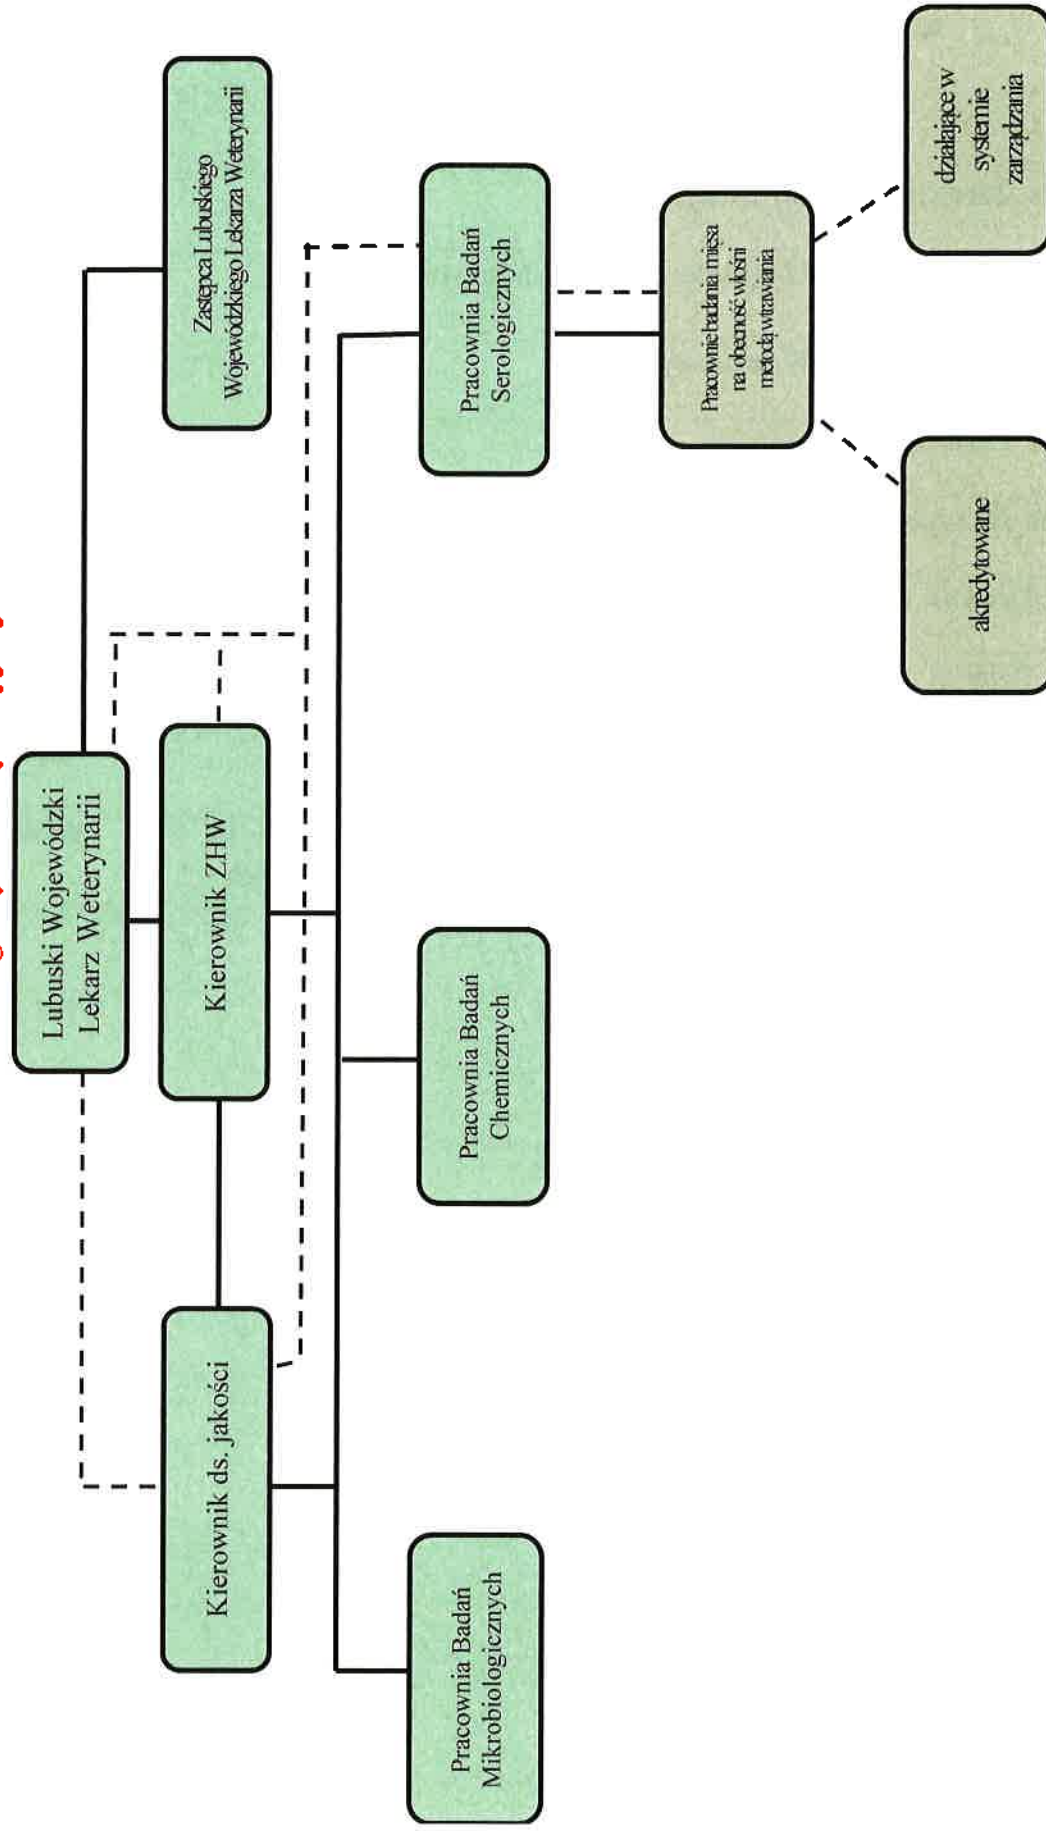 Lubuski Wojewódzki
Lekarz Weterynarii
Zastępca Lubuskiego
Wojewódzkiego Lekarza Weterynarii
Kierownik ds. jakości
Kierownik ZHW
Pracownia Badań
Mikrobiologicznych
Pracownia Badań
Chemicznych
Pracownia Badań
Serologicznych
Pracownie badania mięsa
na obecność włośni
metodą wytrawiania
akredytowane
działające w
systemie
zarządzania